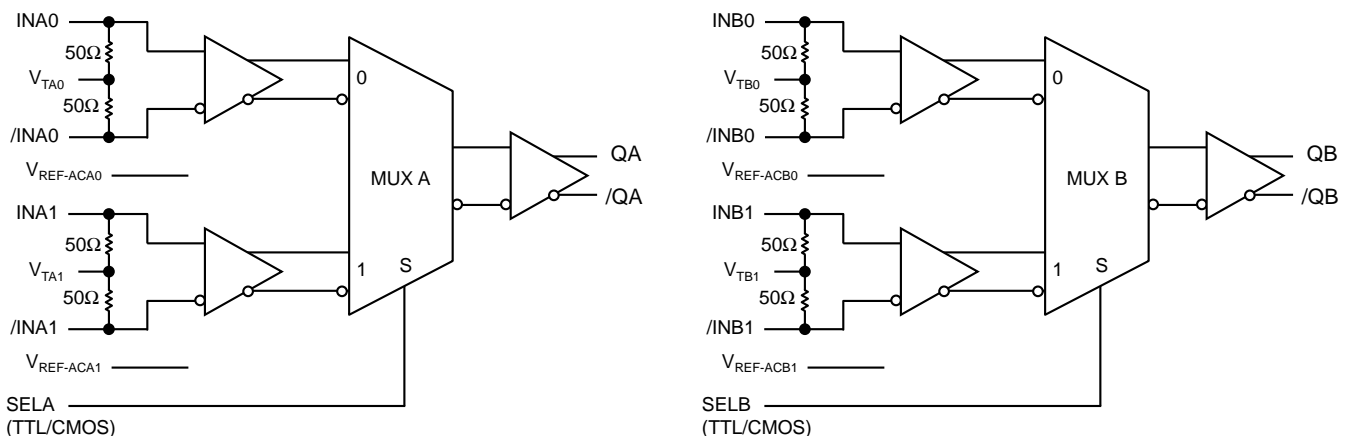 INA0
50Ω
VTA0
50Ω
/INA0
VREF-ACA0
INA1
50Ω
VTA1
50Ω
/INA1
VREF-ACA1
SELA
(TTL/CMOS)
0
MUX A
1
S
QA
/QA
INB0
50Ω
VTB0
50Ω
/INB0
VREF-ACB0
INB1
50Ω
VTB1
50Ω
/INB1
VREF-ACB1
SELB
(TTL/CMOS)
0
MUX B
1
S
QB
/QB